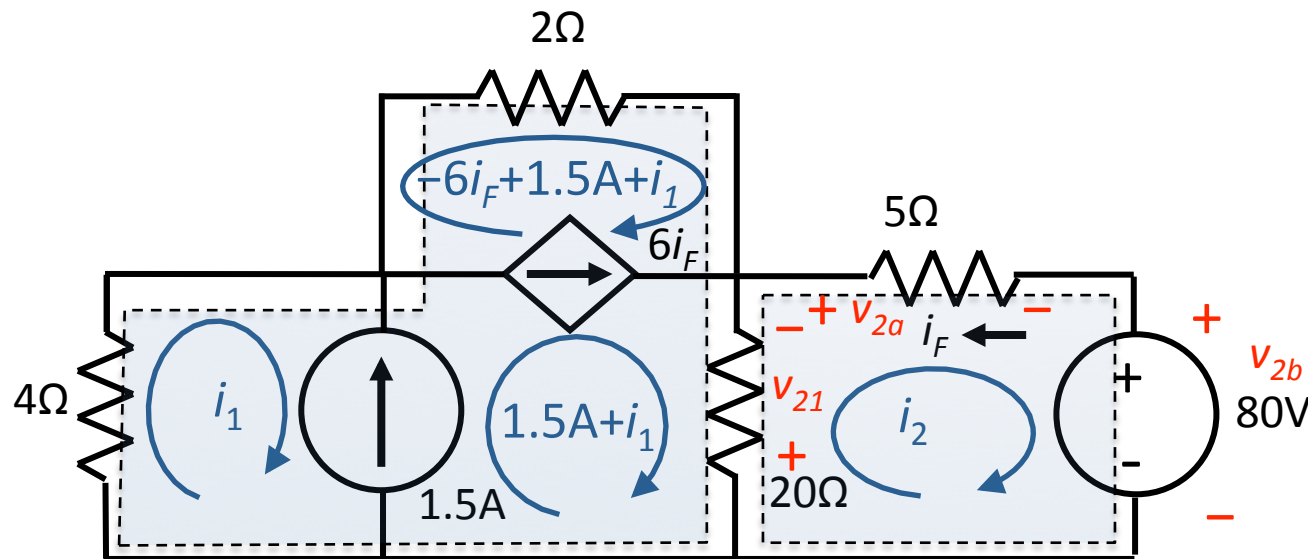 2Ω
−6iF+1.5A+i1
5Ω
6iF
− + v2a −
iF
+
4Ω
i1
1.5A+i1
v21
i2
+
v2b
80V
+
-
20Ω
1.5A
−